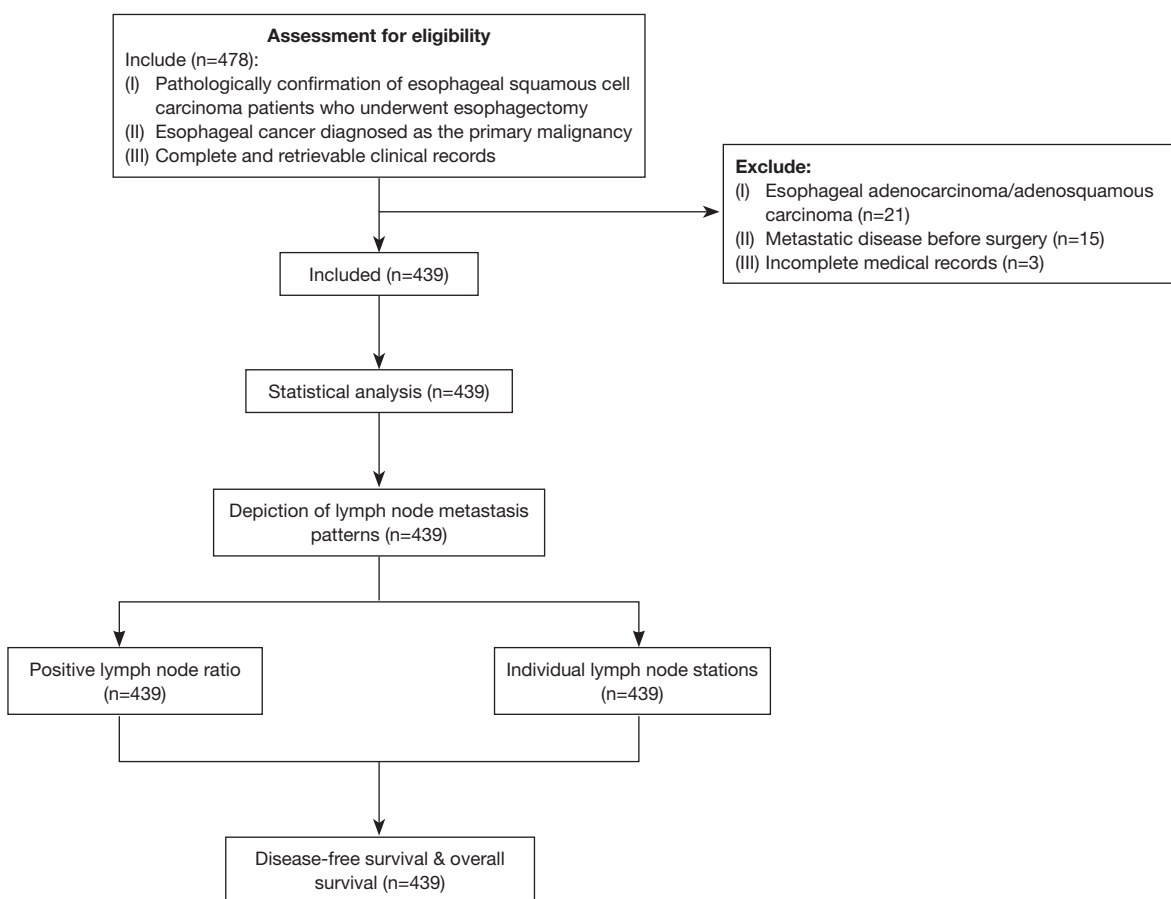 Assessment for eligibility
Include (n=478):
(I) Pathologically confirmation of esophageal squamous cell
carcinoma patients who underwent esophagectomy
(II) Esophageal cancer diagnosed as the primary malignancy
(III) Complete and retrievable clinical records
Exclude:
(I) Esophageal adenocarcinoma/adenosquamous
carcinoma (n=21)
(II) Metastatic disease before surgery (n=15)
(III) Incomplete medical records (n=3)
Included (n=439)
Statistical analysis (n=439)
Depiction of lymph node metastasis
patterns (n=439)
Positive lymph node ratio
(n=439)
Individual lymph node stations
(n=439)
Disease-free survival & overall
survival (n=439)